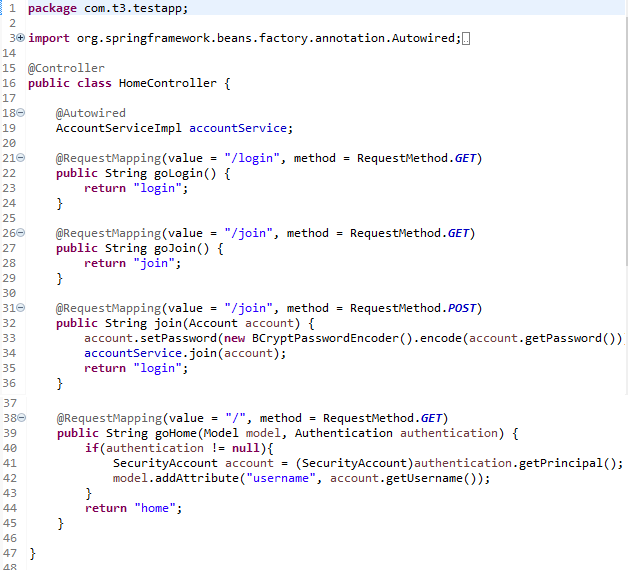 1 package com.t3.testapp;
2
3 import org.springframework.beans.factory.annotation.Autowired;
14
15 @Controller
16 public class HomeController {
17
18 @Autowired
19 AccountServiceImpl accountService;
20
21 @RequestMapping(value = "/login", method = RequestMethod.GET)
22 public String goLogin() {
23 return "login";
24 }
25
26 @RequestMapping(value = "/join", method = RequestMethod.GET)
27 public String goJoin() {
28 return "join";
29 }
30
31 @RequestMapping(value = "/join", method = RequestMethod.POST)
32 public String join(Account account) {
33 account.setPassword(new BCryptPasswordEncoder().encode(account.getPassword())
34 accountService.join(account);
35 return "login";
36 }
37
38 @RequestMapping(value = "/", method = RequestMethod.GET)
39 public String goHome(Model model, Authentication authentication) {
40 if(authentication != null){
41 SecurityAccount account = (SecurityAccount)authentication.getPrincipal();
42 model.addAttribute("username", account.getUsername());
43 }
44 return "home";
45 }
46
47 }
48